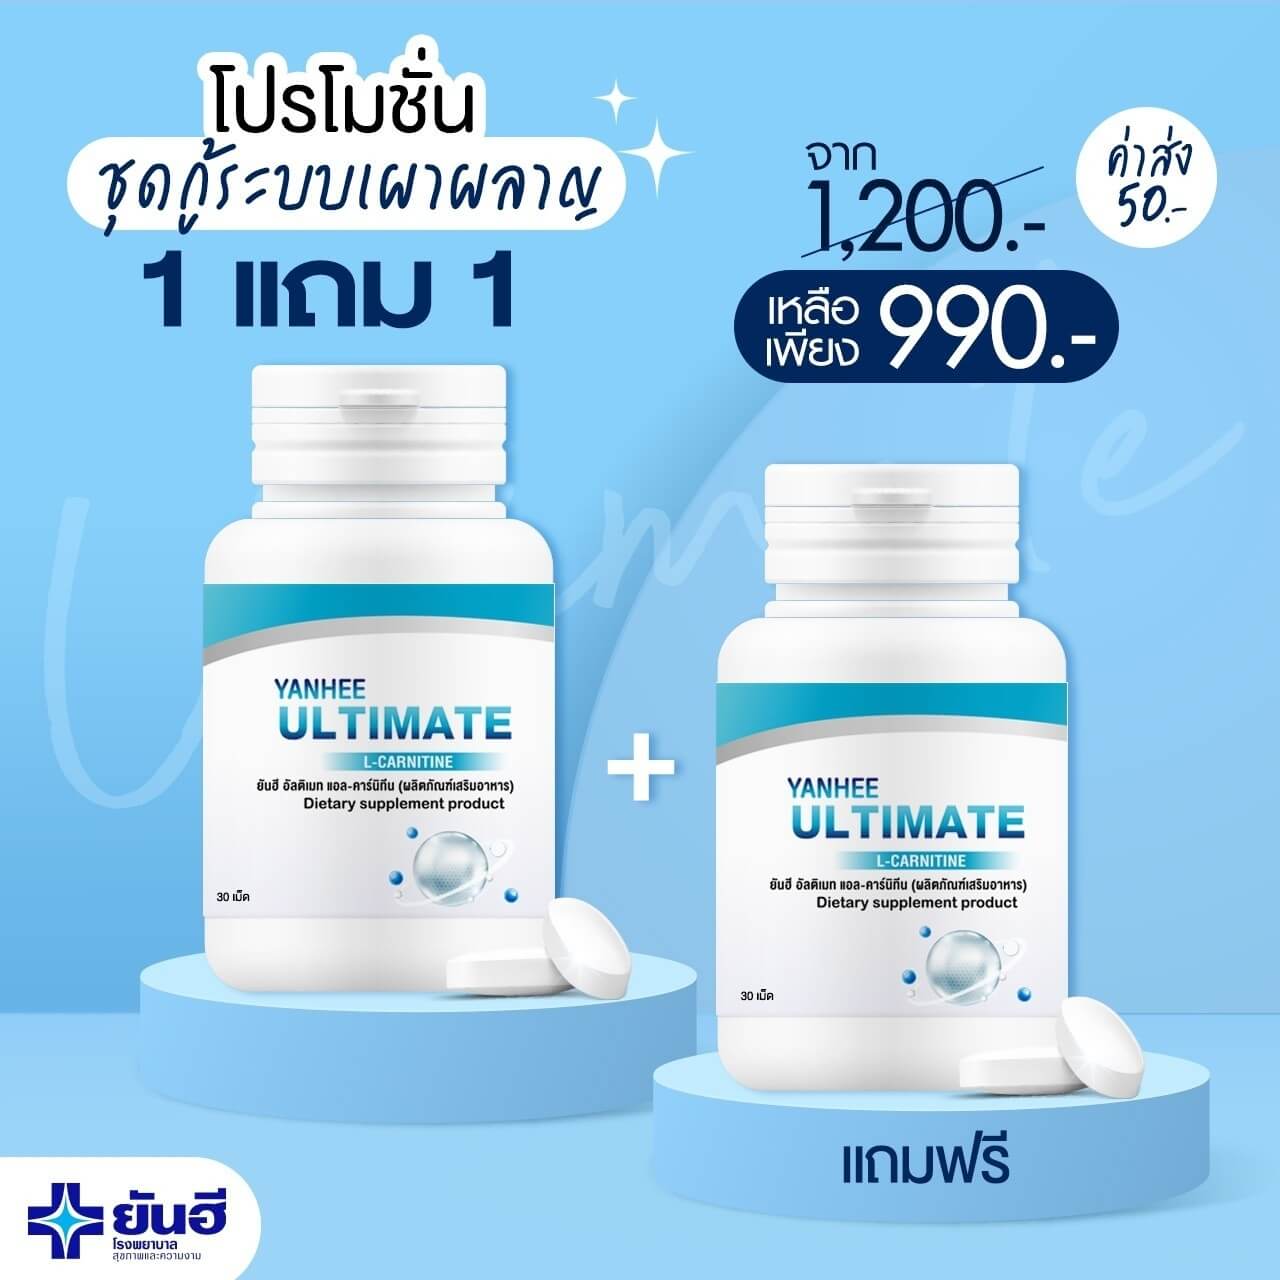 โปรโมชั่น
ชุดกู้ระบบเผาผลาญ
1 แถม 1
จาก
1,200.-
ค่าส่ง
50.-
เหลือ
เพียง
990.-
Ultimate
YANHEE
ULTIMATE
L-CARNITINE
ยันฮี อัลติเมท แอล-คาร์นิทีน (ผลิตภัณฑ์เสริมอาหาร)
Dietary supplement product
30 เม็ด
+
YANHEE
ULTIMATE
L-CARNITINE
ยันฮี อัลติเมท แอล-คาร์นิทีน (ผลิตภัณฑ์เสริมอาหาร)
Dietary supplement product
30 เม็ด
แถมฟรี
ยันฮี
โรงพยาบาล
สุขภาพและความงาม